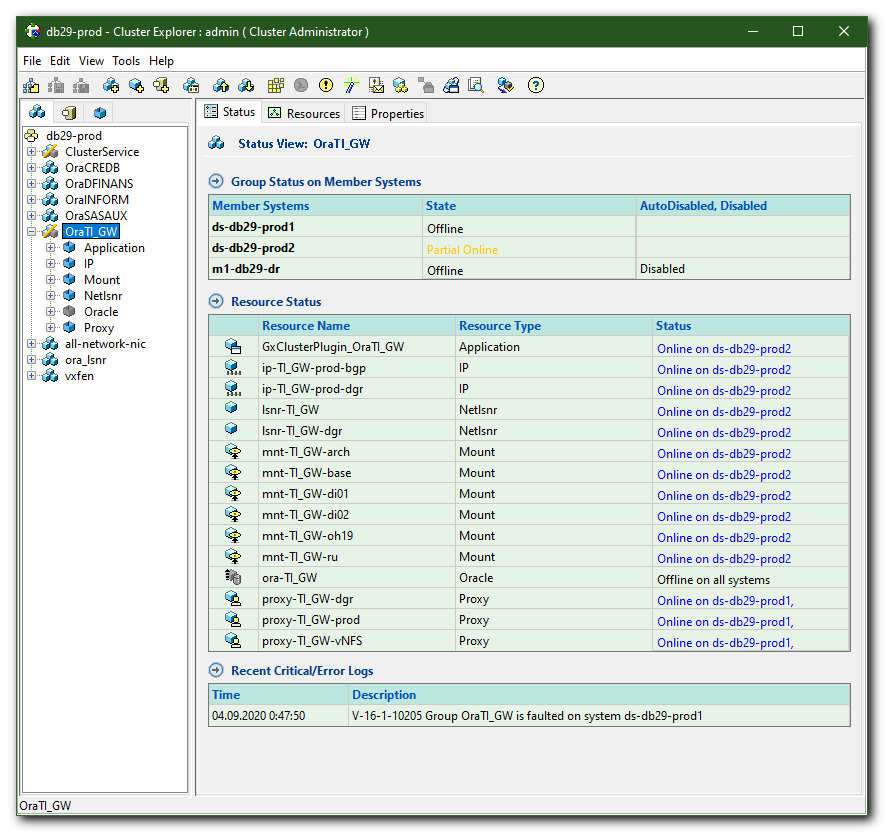 db29-prod - Cluster Explorer : admin ( Cluster Administrator )
File Edit View Tools Help
Status Resources Properties
db29-prod
ClusterService
OraCREDB
OraDFINANS
OraINFORM
OraSASAUX
OraTI_GW
Application
IP
Mount
Netlsnr
Oracle
Proxy
all-network-nic
ora_lsnr
vxfen
Status View: OraTI_GW
Group Status on Member Systems
Member Systems State AutoDisabled, Disabled
ds-db29-prod1 Offline
ds-db29-prod2 Partial Online
m1-db29-dr Offline Disabled
Resource Status
Resource Name Resource Type Status
GxClusterPlugin_OraTI_GW Application Online on ds-db29-prod2
ip-TI_GW-prod-bgp IP Online on ds-db29-prod2
ip-TI_GW-prod-dgr IP Online on ds-db29-prod2
lsnr-TI_GW Netlsnr Online on ds-db29-prod2
lsnr-TI_GW-dgr Netlsnr Online on ds-db29-prod2
mnt-TI_GW-arch Mount Online on ds-db29-prod2
mnt-TI_GW-base Mount Online on ds-db29-prod2
mnt-TI_GW-di01 Mount Online on ds-db29-prod2
mnt-TI_GW-di02 Mount Online on ds-db29-prod2
mnt-TI_GW-oh19 Mount Online on ds-db29-prod2
mnt-TI_GW-ru Mount Online on ds-db29-prod2
ora-TI_GW Oracle Offline on all systems
proxy-TI_GW-dgr Proxy Online on ds-db29-prod1,
proxy-TI_GW-prod Proxy Online on ds-db29-prod1,
proxy-TI_GW-vNFS Proxy Online on ds-db29-prod1,
Recent Critical/Error Logs
Time Description
04.09.2020 0:47:50 V-16-1-10205 Group OraTI_GW is faulted on system ds-db29-prod1
OraTI_GW